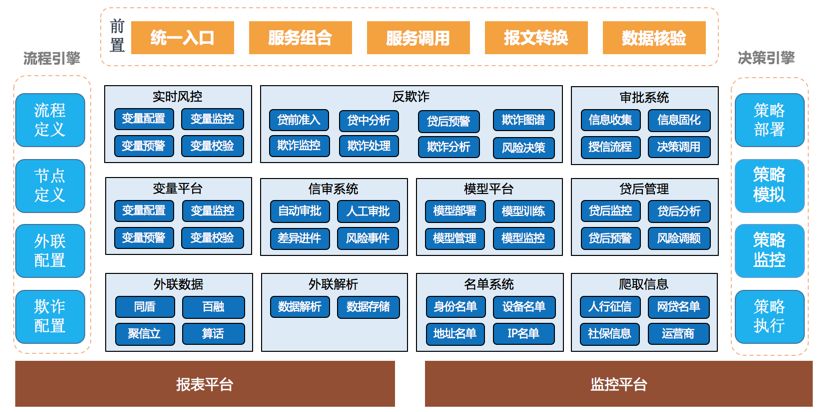 前置
统一入口
服务组合
服务调用
报文转换
数据核验
流程引擎
流程
定义
节点
定义
外联
配置
欺诈
配置
实时风控
变量配置
变量监控
变量预警
变量校验
反欺诈
贷前准入
贷中分析
贷后预警
欺诈图谱
欺诈监控
欺诈处理
欺诈分析
风险决策
审批系统
信息收集
信息固化
授信流程
决策调用
变量平台
变量配置
变量监控
变量预警
变量校验
信审系统
自动审批
人工审批
差异进件
风险事件
模型平台
模型部署
模型训练
模型管理
模型监控
贷后管理
贷后监控
贷后分析
贷后预警
风险调额
外联数据
同盾
百融
聚信立
算话
外联解析
数据解析
数据存储
名单系统
身份名单
设备名单
地址名单
IP名单
爬取信息
人行征信
网贷名单
社保信息
运营商
决策引擎
策略
部署
策略
模拟
策略
监控
策略
执行
报表平台
监控平台